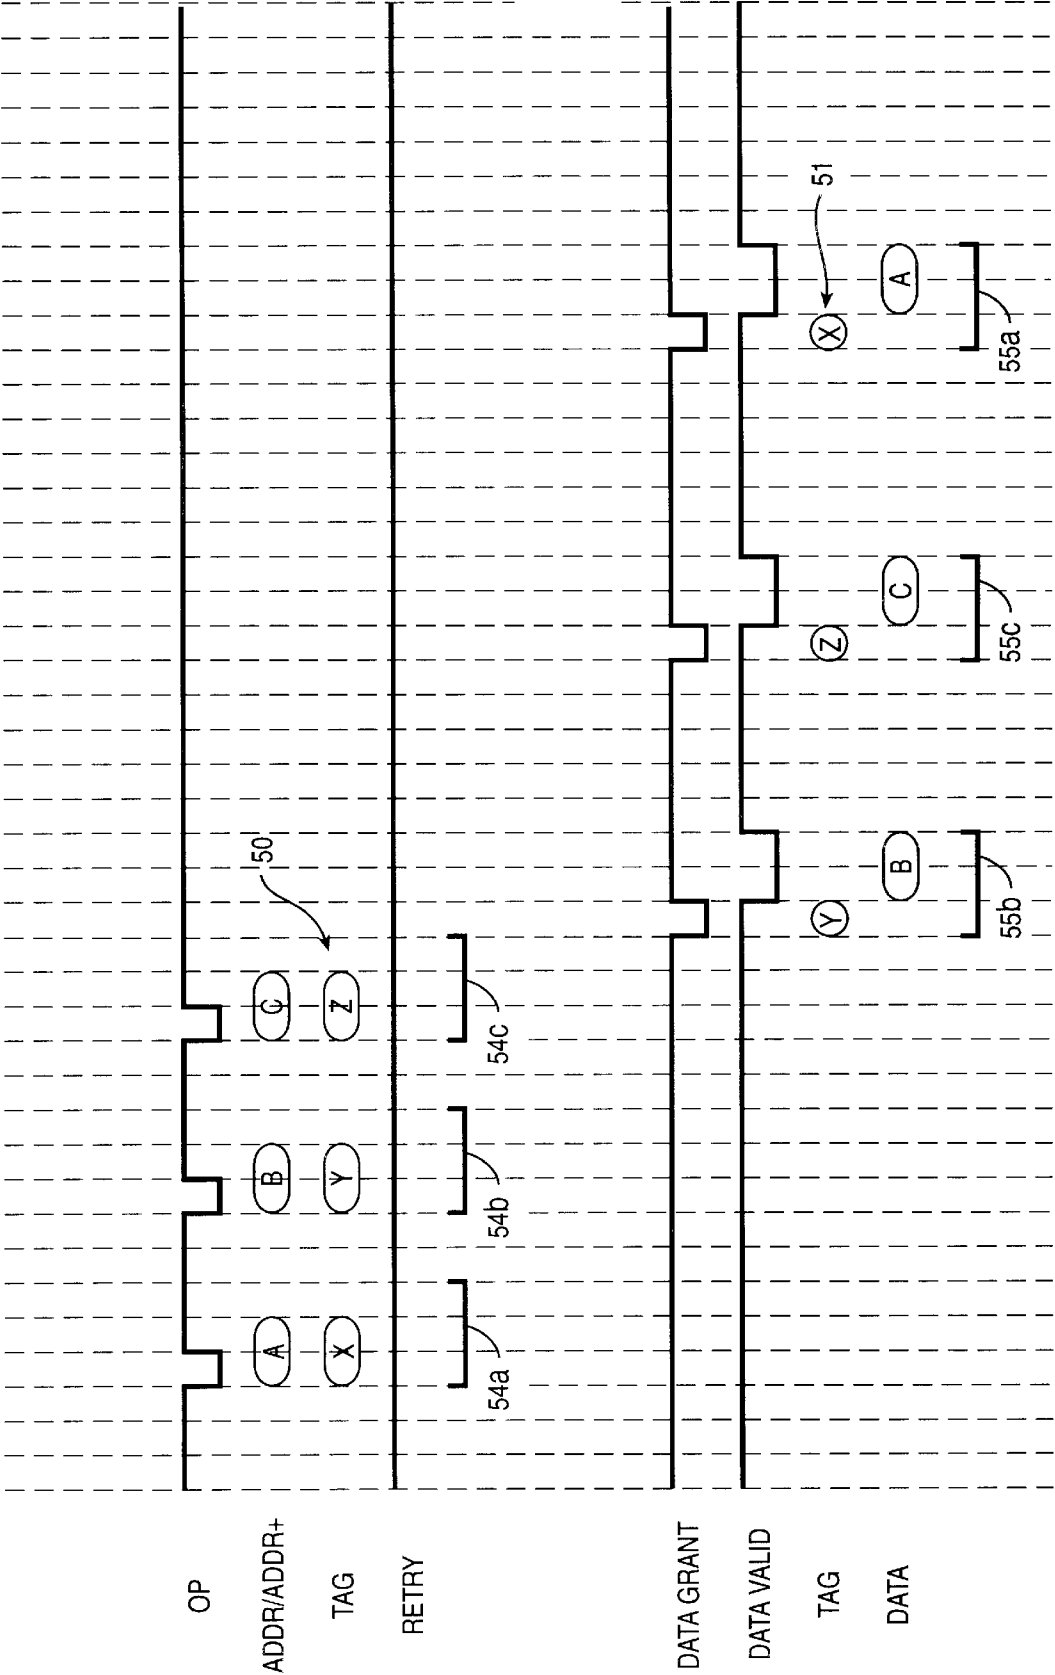 OP
ADDR/ADDR+
A
B
C
50
TAG
X
Y
Z
RETRY
54a
54b
54c
DATA GRANT
DATA VALID
51
TAG
Y
Z
X
DATA
B
C
A
55b
55c
55a